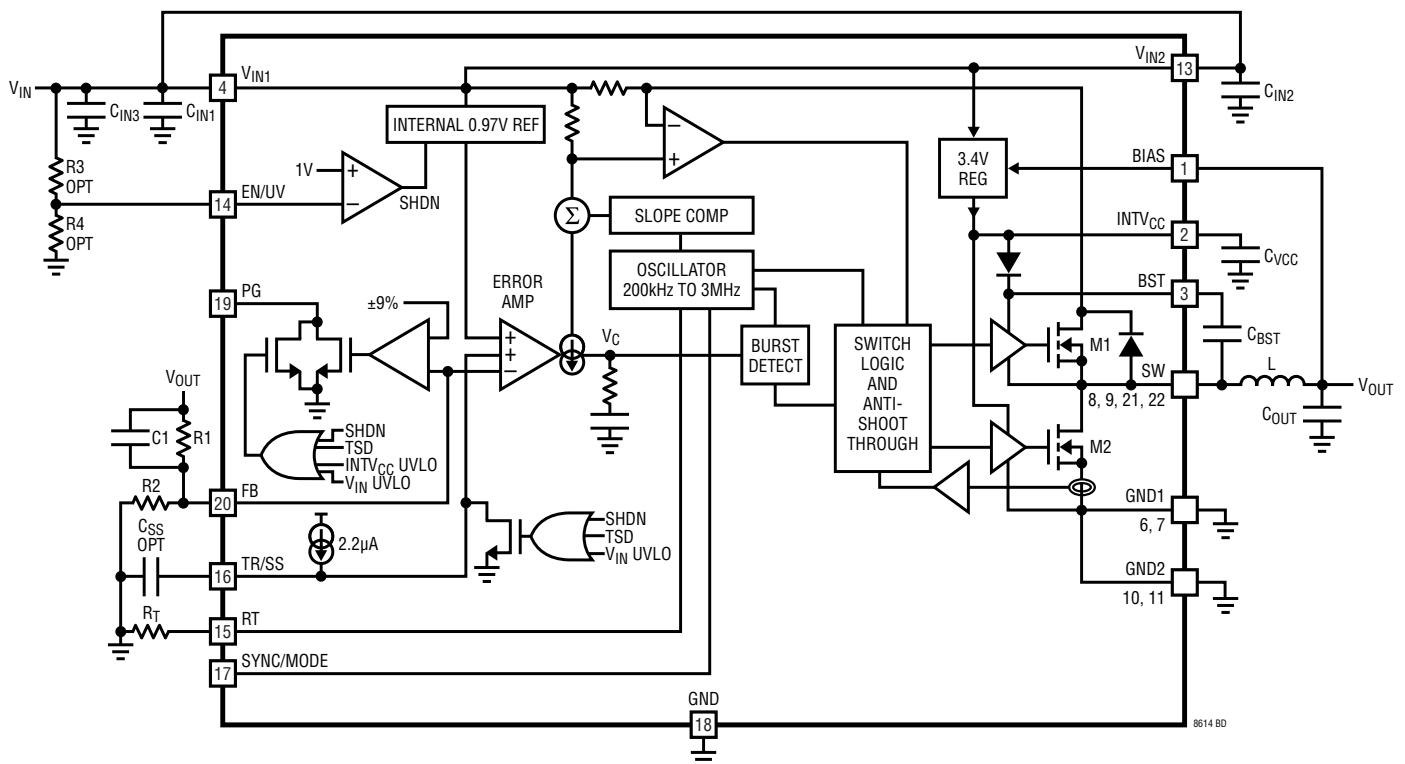 VIN
CIN3
CIN1
R3
OPT
R4
OPT
4
VIN1
INTERNAL 0.97V REF
1V
+
−
SHDN
14
EN/UV
19
PG
±9%
ERROR
AMP
+
+
−
VOUT
C1
R1
R2
20
FB
SHDN
TSD
INTVCC UVLO
VIN UVLO
CSS
OPT
2.2µA
SHDN
TSD
VIN UVLO
16
TR/SS
RT
15
RT
17
SYNC/MODE
−
+
Σ
SLOPE COMP
OSCILLATOR
200kHz TO 3MHz
VC
BURST
DETECT
SWITCH
LOGIC
AND
ANTI-
SHOOT
THROUGH
VIN2
13
CIN2
3.4V
REG
BIAS
1
INTVCC
2
CVCC
BST
3
CBST
M1
SW
8, 9, 21, 22
L
VOUT
COUT
M2
GND1
6, 7
GND2
10, 11
GND
18
8614 BD